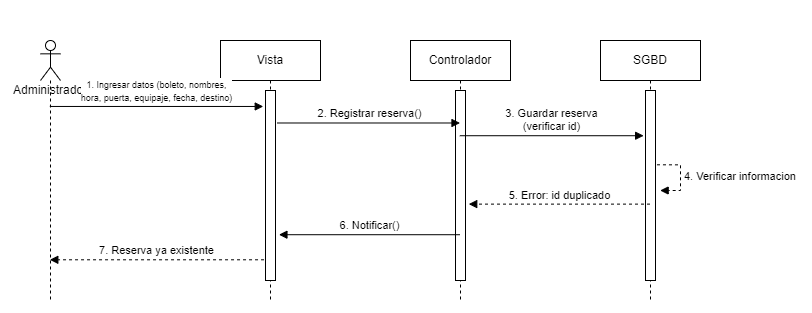 Vista
Controlador
SGBD
Administrado
1. Ingresar datos (boleto, nombres,
hora, puerta, equipaje, fecha, destino)
2. Registrar reserva()
3. Guardar reserva
(verificar id)
4. Verificar informacion
5. Error: id duplicado
6. Notificar()
7. Reserva ya existente